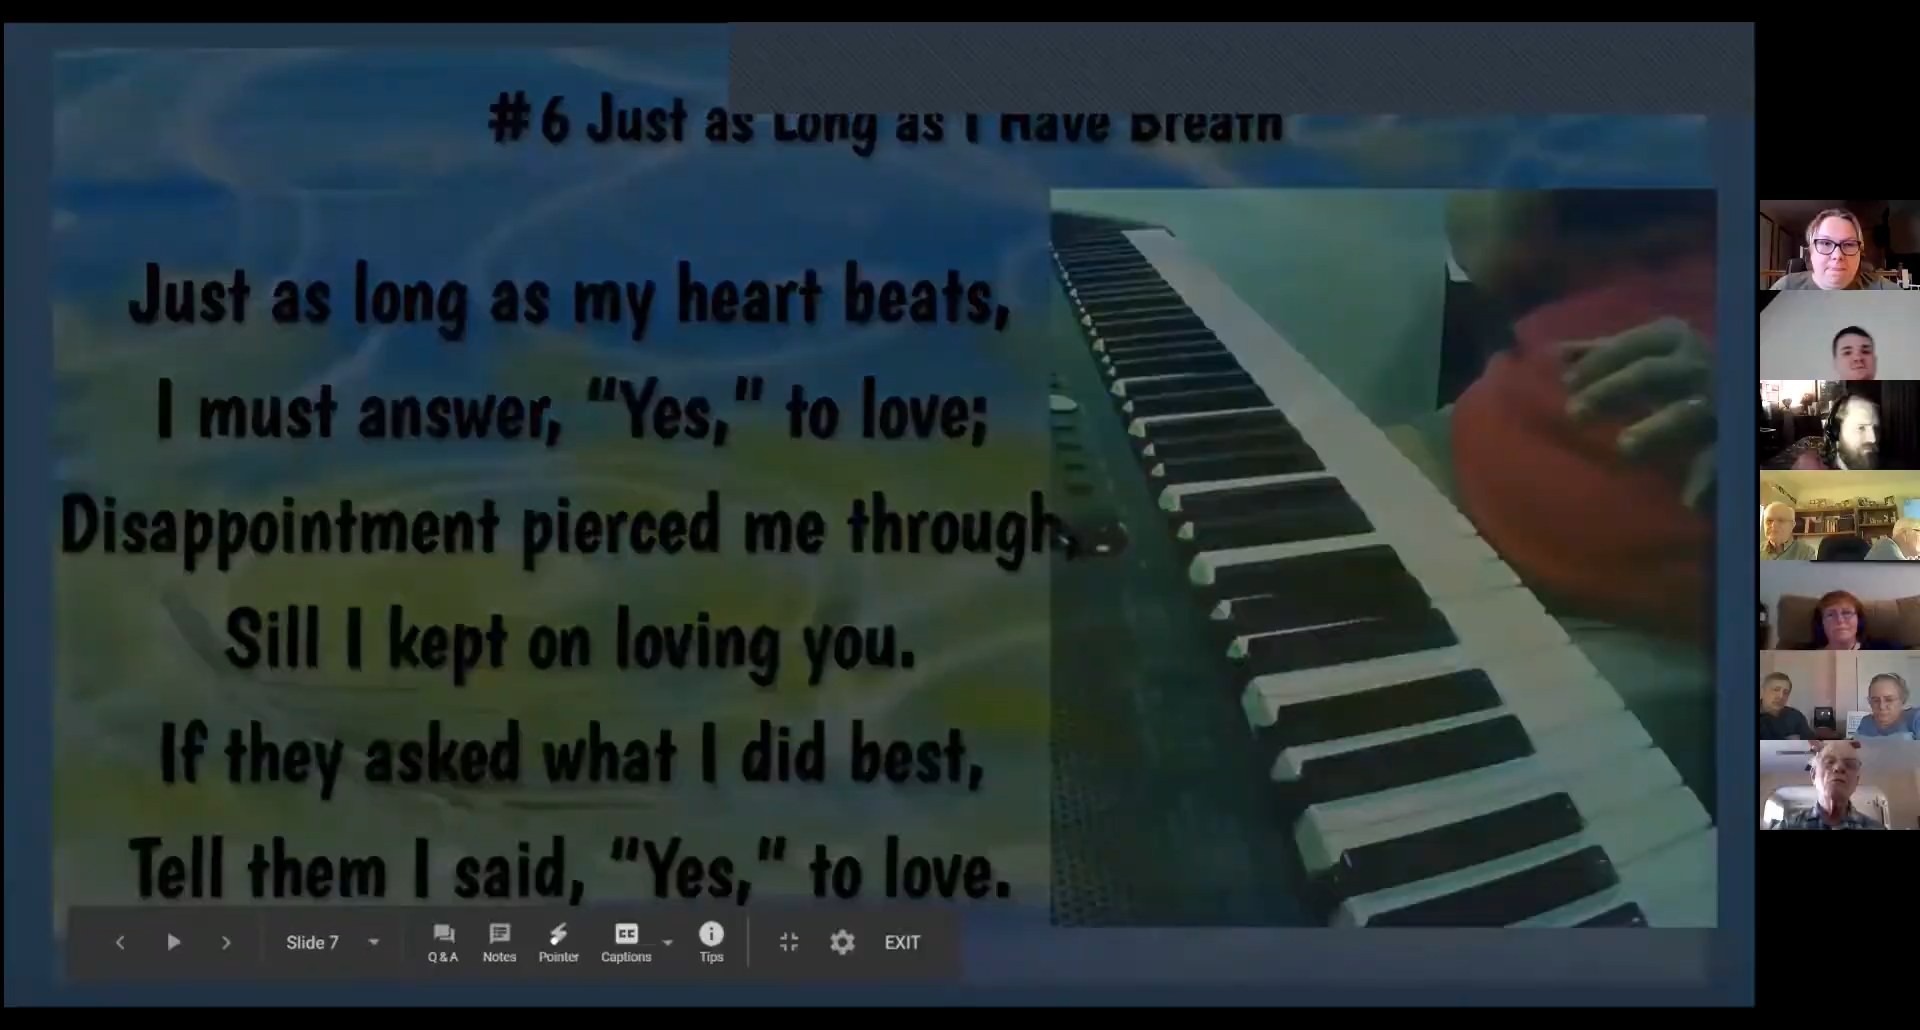 #6 Just as Long as I Have Breath
Just as long as my heart beats,
I must answer, “Yes,” to love;
Disappointment pierced me through,
Sill I kept on loving you.
If they asked what I did best,
Tell them I said, “Yes,” to love.
Slide 7
Q & A
Notes
Pointer
CC
Captions
Tips
EXIT